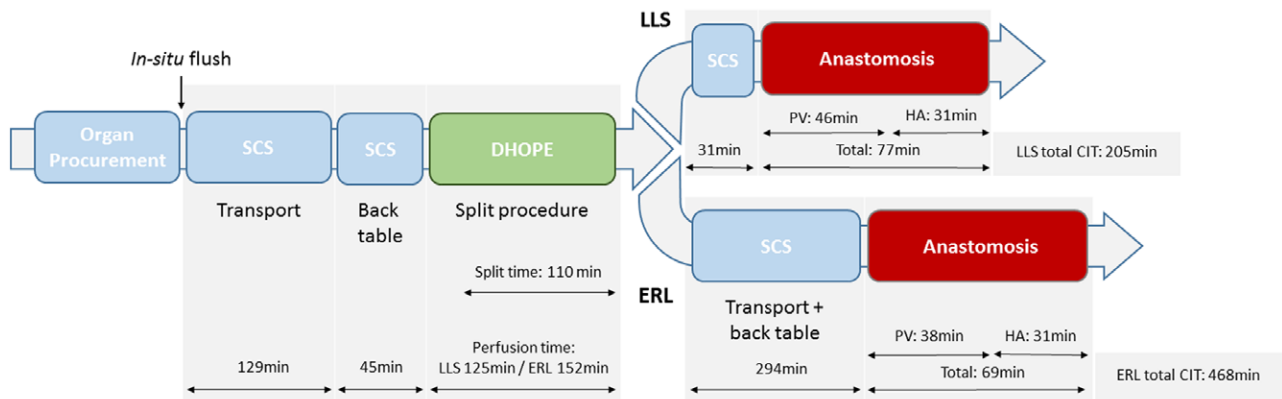 LLS
In-situ flush
SCS
Anastomosis
PV: 46min
HA: 31min
31min
Total: 77min
LLS total CIT: 205min
Organ
Procurement
SCS
SCS
DHOPE
Transport
Back
table
Split procedure
Split time: 110 min
Perfusion time:
LLS 125min / ERL 152min
129min
45min
SCS
Anastomosis
ERL
Transport +
back table
PV: 38min
HA: 31min
294min
Total: 69min
ERL total CIT: 468min